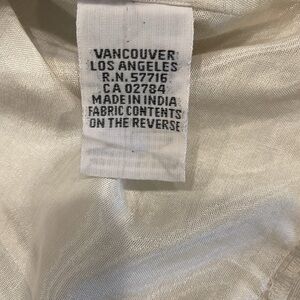 VANCOUVER
LOS ANGELES
R.N. 57716
CA 02784
MADE IN INDIA
FABRIC CONTENTS
ON THE REVERSE